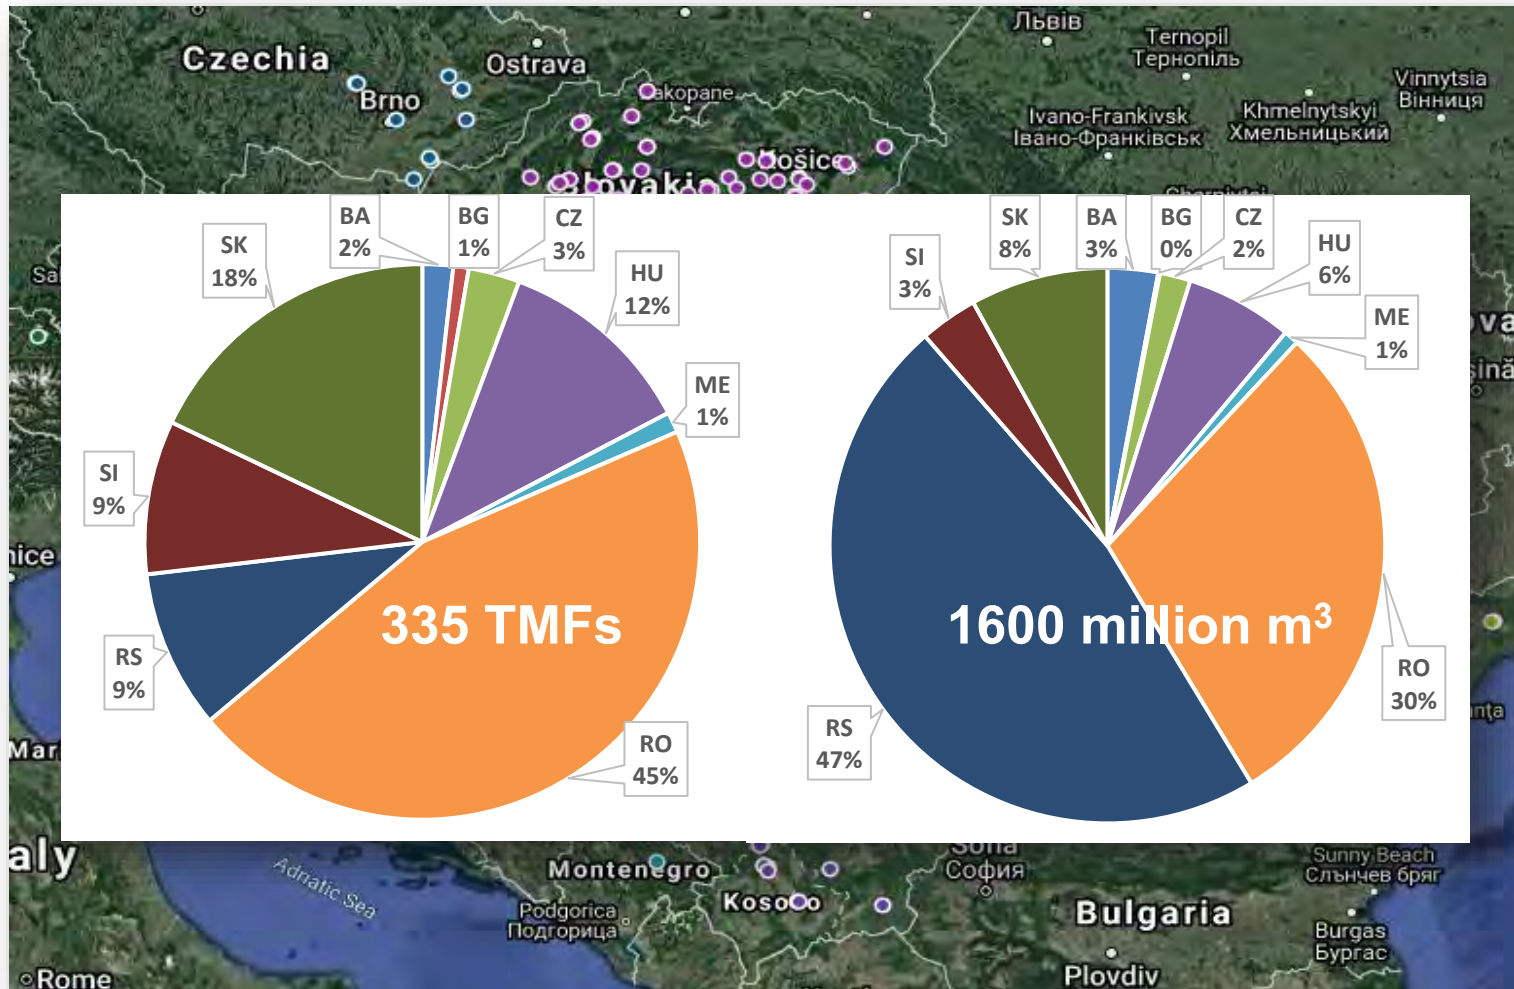 Львів
Ternopil
Тернопіль
Czechia
Ostrava
Vinnytsia
Вінниця
Brno
Ivano-Frankivsk
Івано-Франківськ
Khmelnytskyi
Хмельницький
BA
2%
BG
1%
CZ
3%
SK
18%
HU
12%
ME
1%
SI
9%
RS
9%
RO
45%
335 TMFs
SK
8%
BA
3%
BG
0%
CZ
2%
HU
6%
SI
3%
ME
1%
RO
30%
RS
47%
1600 million m³
Adriatic Sea
Montenegro
Podgorica
Подгорица
Kosovo
София
Bulgaria
Sunny Beach
Слънчев бряг
Burgas
Бургас
Plovdiv
Rome